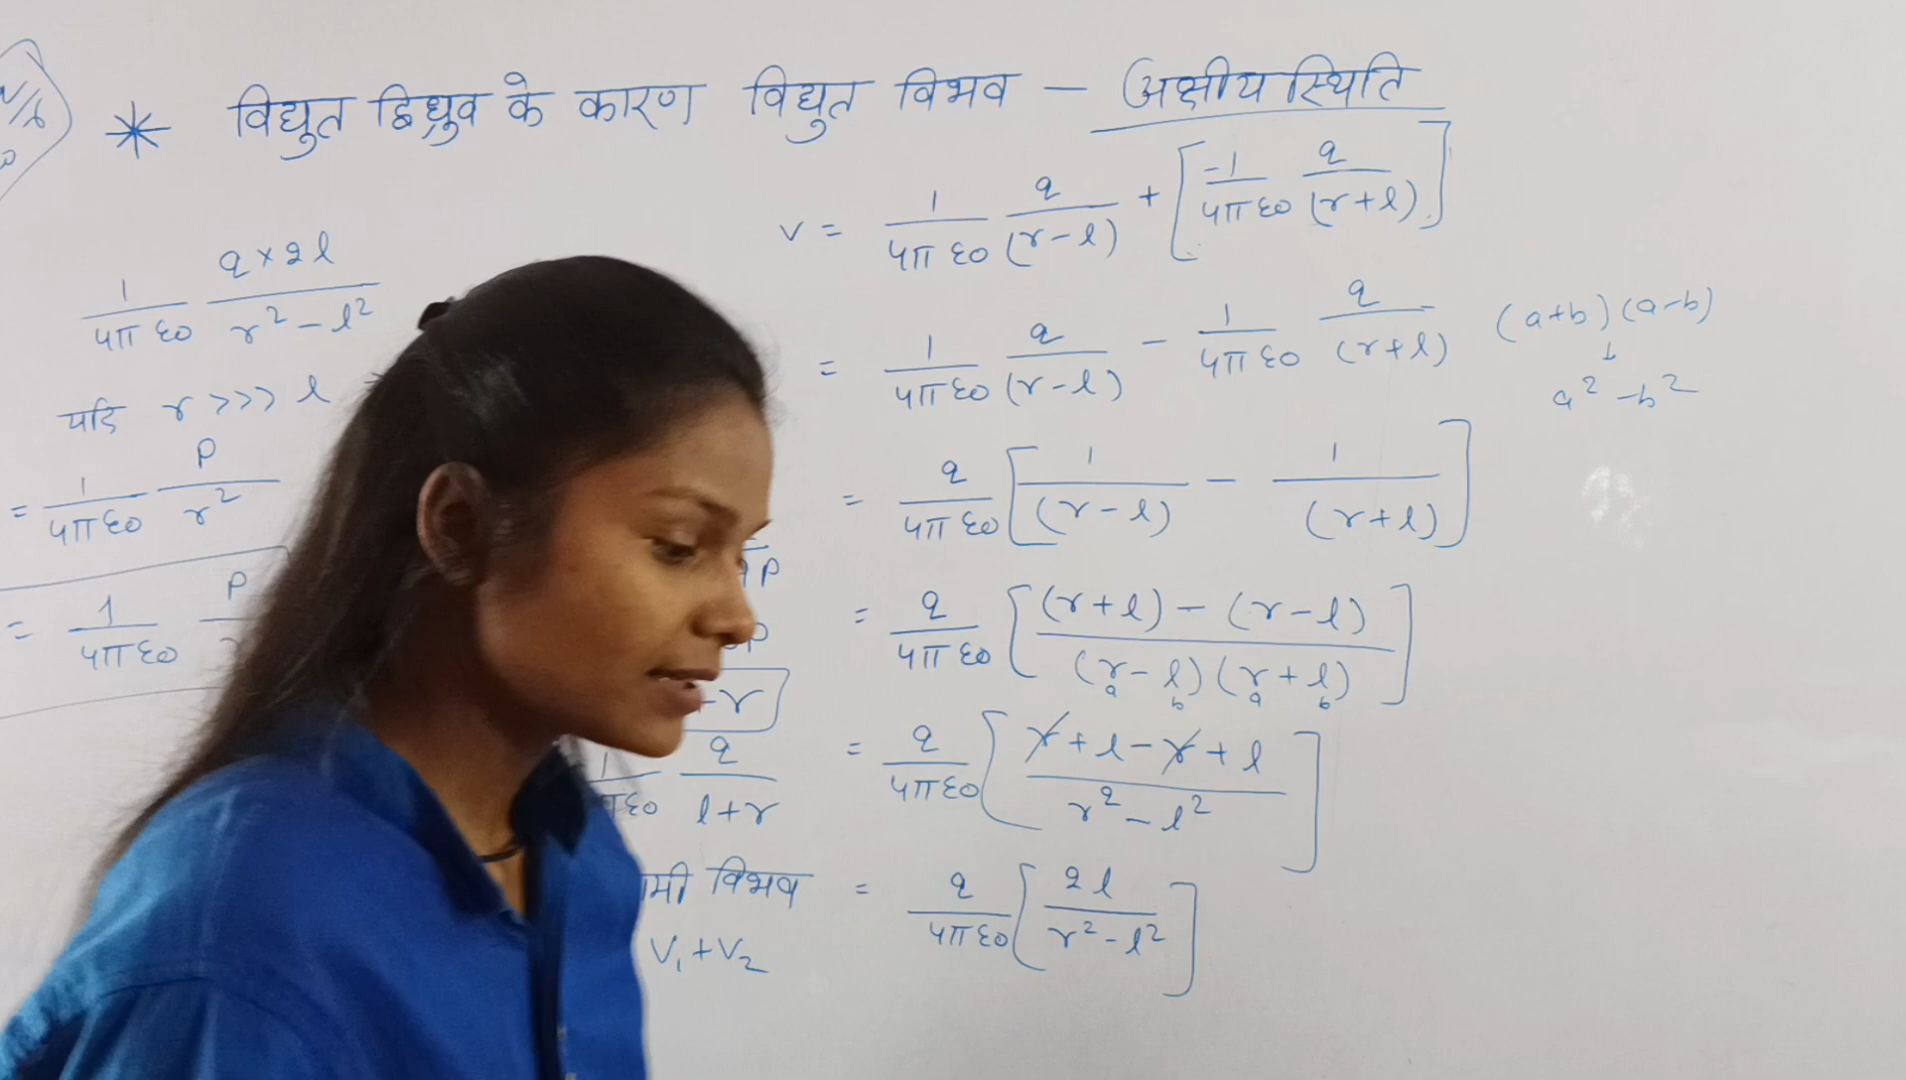 * विद्युत द्विध्रुव के कारण विद्युत विभव – अक्षीय स्थिति
1/4πε0 q×2l/r²-l²
यदि r >>> l
= 1/4πε0 P/r²
= 1/4πε0 P
q/l+r
विभव
V₁+V₂
v = 1/4πε0 q/(r-l) + [-1/4πε0 q/(r+l)]
= 1/4πε0 q/(r-l) - 1/4πε0 q/(r+l)
(a+b)(a-b)
↓
a²-b²
= q/4πε0 [1/(r-l) - 1/(r+l)]
= q/4πε0 [(r+l)-(r-l)/(r-l)(r+l)]
a b a b
= q/4πε0 [r+l-r+l/r²-l²]
= q/4πε0 [2l/r²-l²]